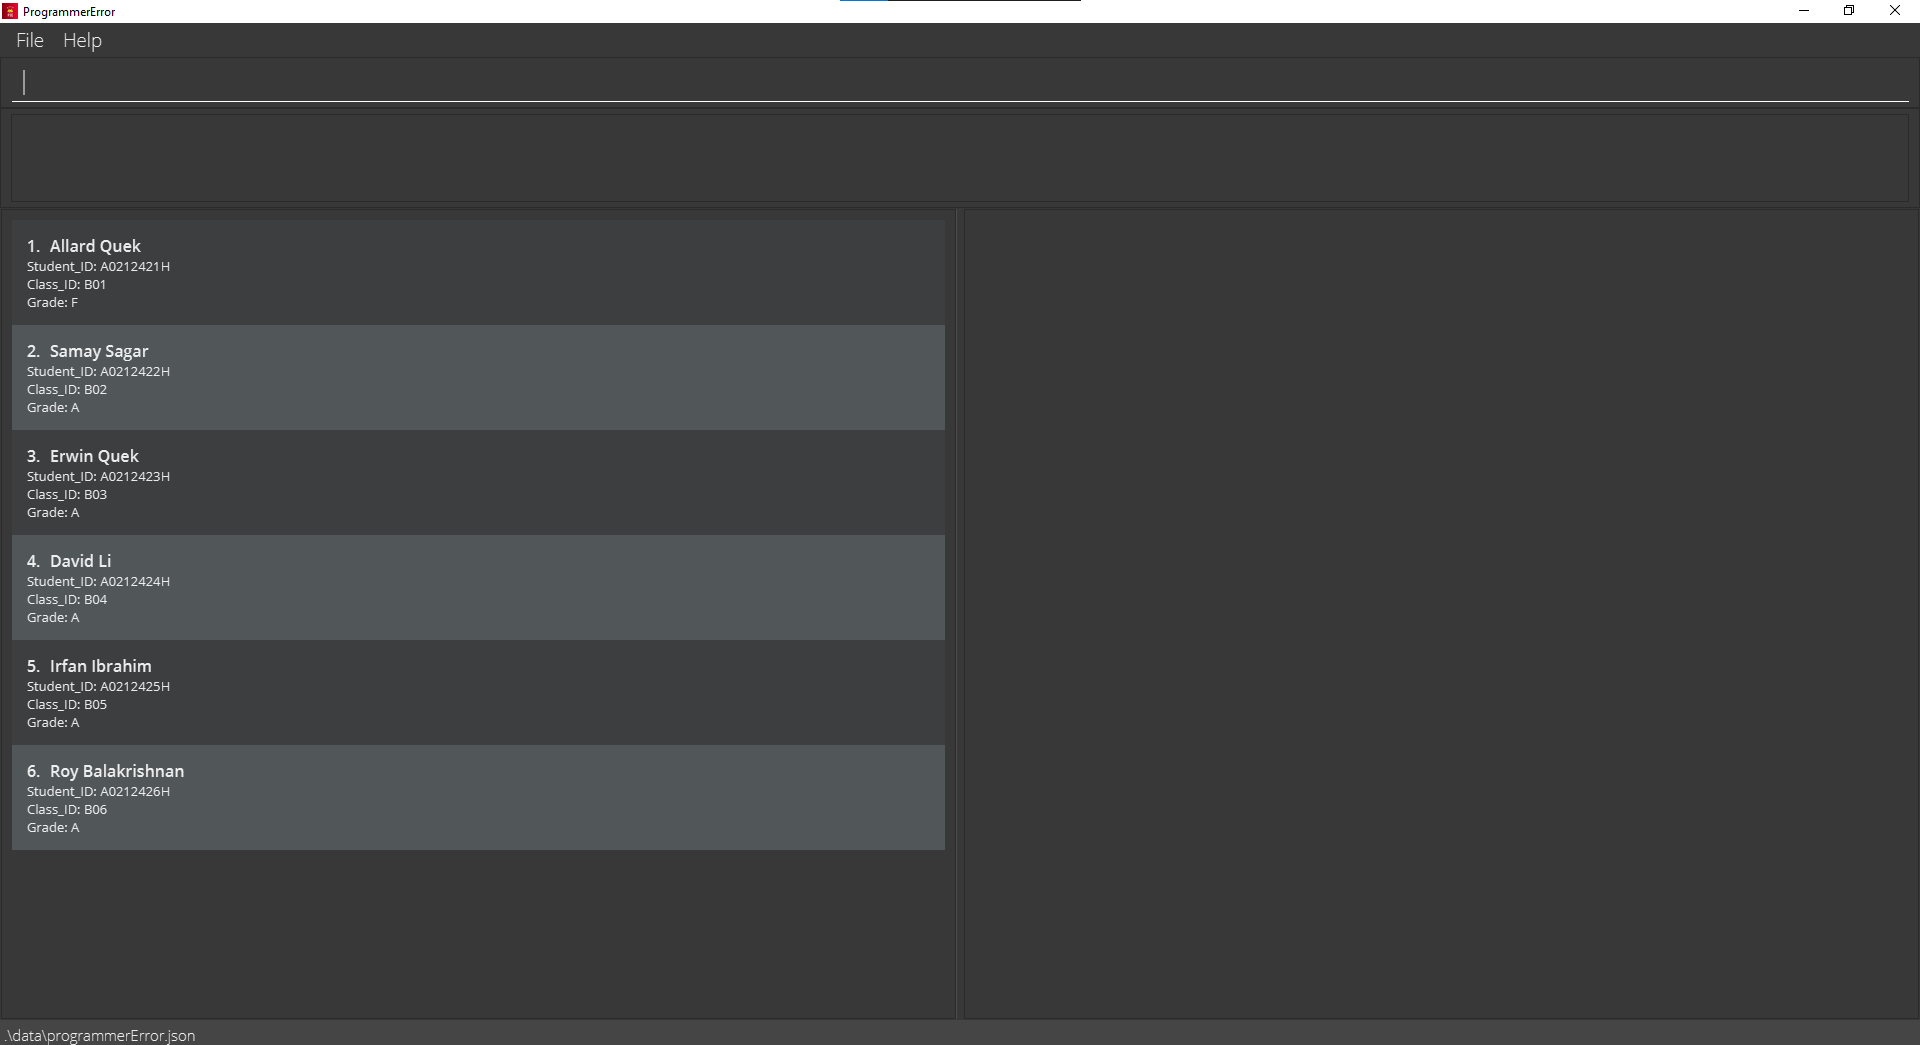 ProgrammerError
File Help
1. Allard Quek
Student_ID: A0212421H
Class_ID: B01
Grade: F
2. Samay Sagar
Student_ID: A0212422H
Class_ID: B02
Grade: A
3. Erwin Quek
Student_ID: A0212423H
Class_ID: B03
Grade: A
4. David Li
Student_ID: A0212424H
Class_ID: B04
Grade: A
5. Irfan Ibrahim
Student_ID: A0212425H
Class_ID: B05
Grade: A
6. Roy Balakrishnan
Student_ID: A0212426H
Class_ID: B06
Grade: A
.\data\programmerError.json